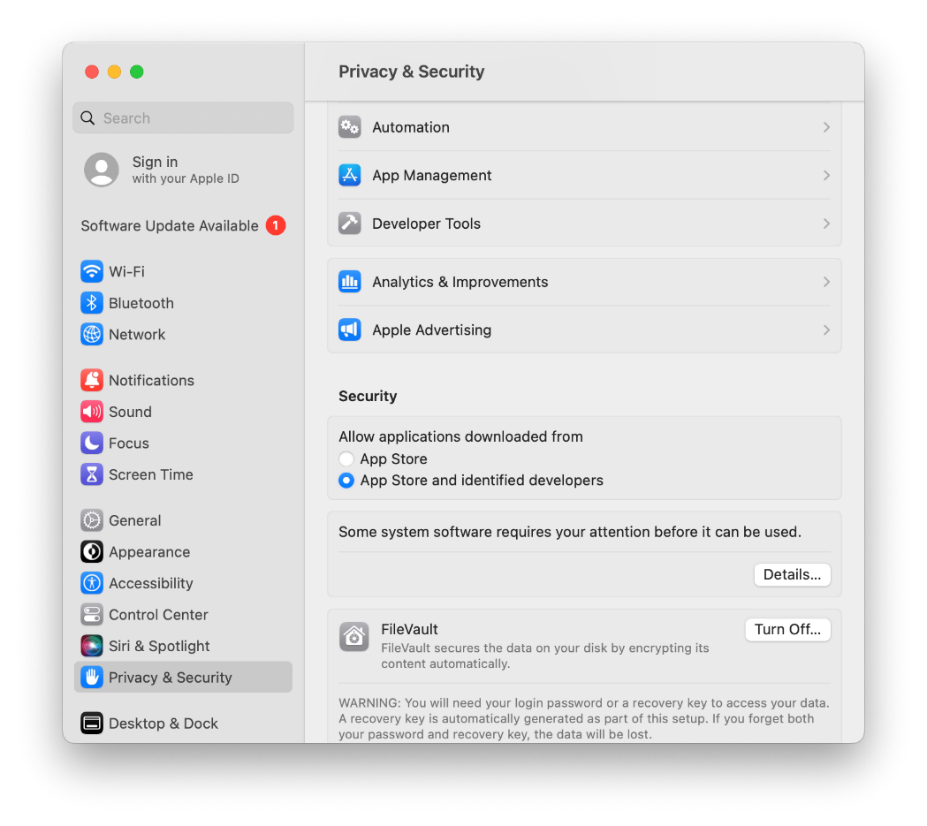 Search
Sign in
with your Apple ID
Software Update Available 1
Wi-Fi
Bluetooth
Network
Notifications
Sound
Focus
Screen Time
General
Appearance
Accessibility
Control Center
Siri & Spotlight
Privacy & Security
Desktop & Dock
Privacy & Security
Automation
App Management
Developer Tools
Analytics & Improvements
Apple Advertising
Security
Allow applications downloaded from
App Store
App Store and identified developers
Some system software requires your attention before it can be used.
Details...
FileVault
Turn Off...
FileVault secures the data on your disk by encrypting its
content automatically.
WARNING: You will need your login password or a recovery key to access your data.
A recovery key is automatically generated as part of this setup. If you forget both
your password and recovery key, the data will be lost.